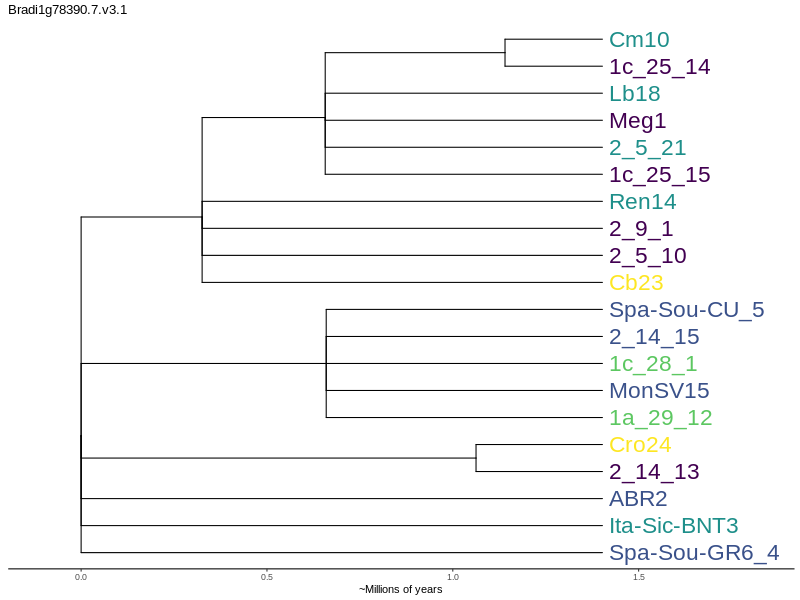 Bradi1g78390.7.v3.1
Cm10
1c_25_14
Lb18
Meg1
2_5_21
1c_25_15
Ren14
2_9_1
2_5_10
Cb23
Spa-Sou-CU_5
2_14_15
1c_28_1
MonSV15
1a_29_12
Cro24
2_14_13
ABR2
Ita-Sic-BNT3
Spa-Sou-GR6_4
0.0 0.5 1.0 1.5
~Millions of years